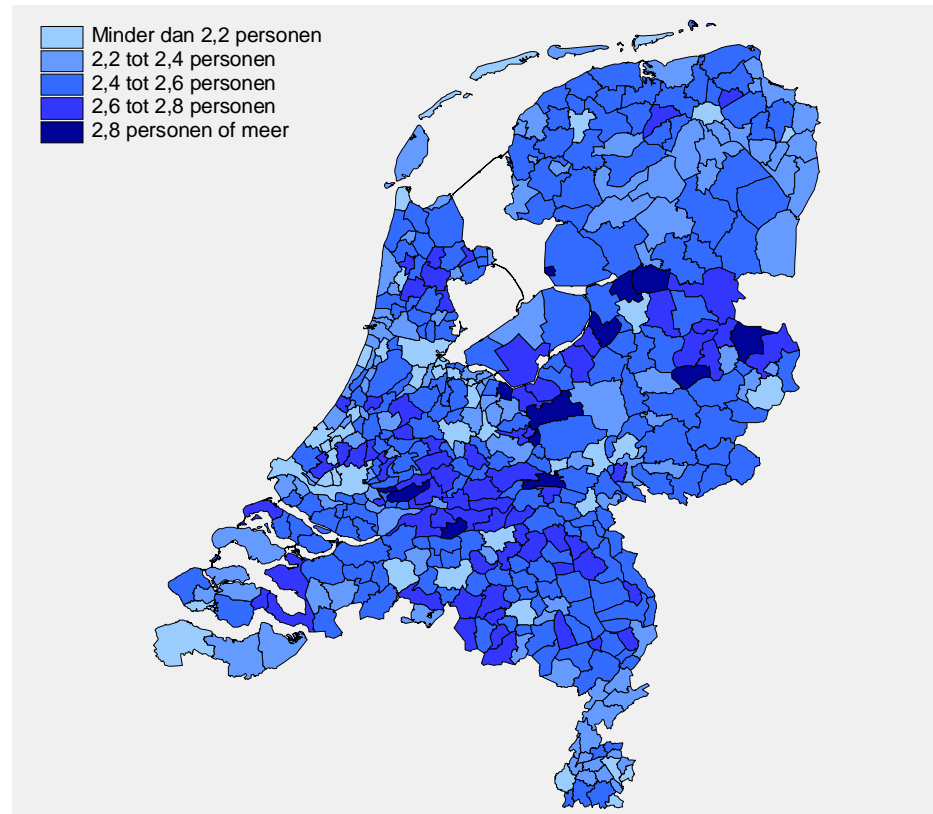 Minder dan 2,2 personen
2,2 tot 2,4 personen
2,4 tot 2,6 personen
2,6 tot 2,8 personen
2,8 personen of meer